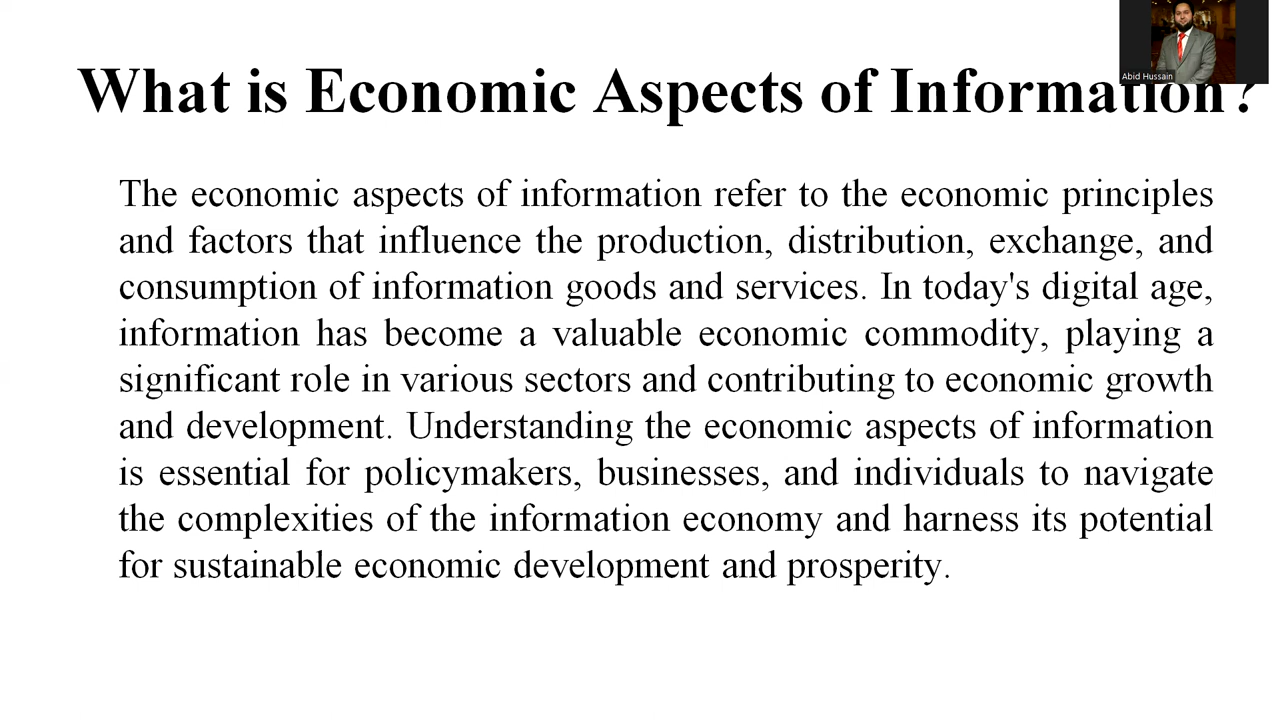 Abid Hussain
What is Economic Aspects of Information?
The economic aspects of information refer to the economic principles
and factors that influence the production, distribution, exchange, and
consumption of information goods and services. In today's digital age,
information has become a valuable economic commodity, playing a
significant role in various sectors and contributing to economic growth
and development. Understanding the economic aspects of information
is essential for policymakers, businesses, and individuals to navigate
the complexities of the information economy and harness its potential
for sustainable economic development and prosperity.